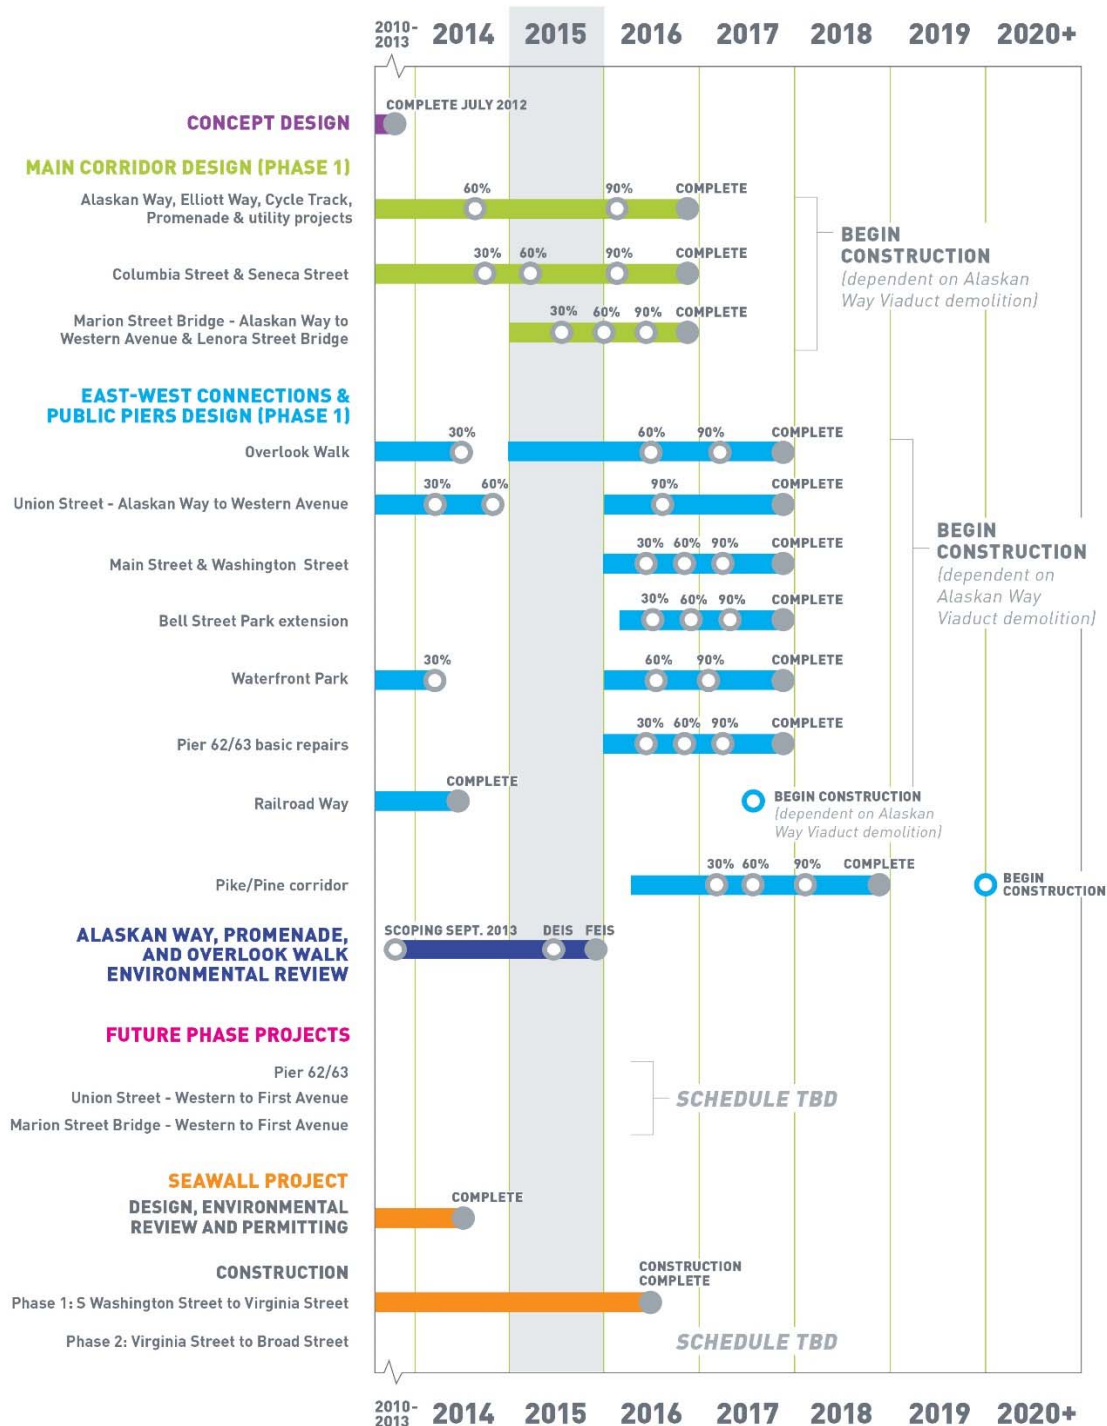 2010-
2013 2014 2015 2016 2017 2018 2019 2020+
COMPLETE JULY 2012
CONCEPT DESIGN
MAIN CORRIDOR DESIGN (PHASE 1)
60% 90% COMPLETE
Alaskan Way, Elliott Way, Cycle Track,
Promenade & utility projects
BEGIN
CONSTRUCTION
(dependent on Alaskan
Way Viaduct demolition)
30% 60% 90% COMPLETE
Columbia Street & Seneca Street
30% 60% 90% COMPLETE
Marion Street Bridge - Alaskan Way to
Western Avenue & Lenora Street Bridge
EAST-WEST CONNECTIONS &
PUBLIC PIERS DESIGN (PHASE 1)
30% 60% 90% COMPLETE
Overlook Walk
30% 60% 90% COMPLETE
Union Street - Alaskan Way to Western Avenue
BEGIN
CONSTRUCTION
(dependent on
Alaskan Way
Viaduct demolition)
30% 60% 90% COMPLETE
Main Street & Washington Street
30% 60% 90% COMPLETE
Bell Street Park extension
30% 60% 90% COMPLETE
Waterfront Park
30% 60% 90% COMPLETE
Pier 62/63 basic repairs
COMPLETE
Railroad Way
BEGIN CONSTRUCTION
(dependent on Alaskan
Way Viaduct demolition)
30% 60% 90% COMPLETE
Pike/Pine corridor
BEGIN
CONSTRUCTION
SCOPING SEPT. 2013 DEIS FEIS
ALASKAN WAY, PROMENADE,
AND OVERLOOK WALK
ENVIRONMENTAL REVIEW
FUTURE PHASE PROJECTS
Pier 62/63
Union Street - Western to First Avenue
Marion Street Bridge - Western to First Avenue
SCHEDULE TBD
SEAWALL PROJECT
COMPLETE
DESIGN, ENVIRONMENTAL
REVIEW AND PERMITTING
CONSTRUCTION
CONSTRUCTION
COMPLETE
Phase 1: S Washington Street to Virginia Street
Phase 2: Virginia Street to Broad Street
SCHEDULE TBD
2010-
2013 2014 2015 2016 2017 2018 2019 2020+